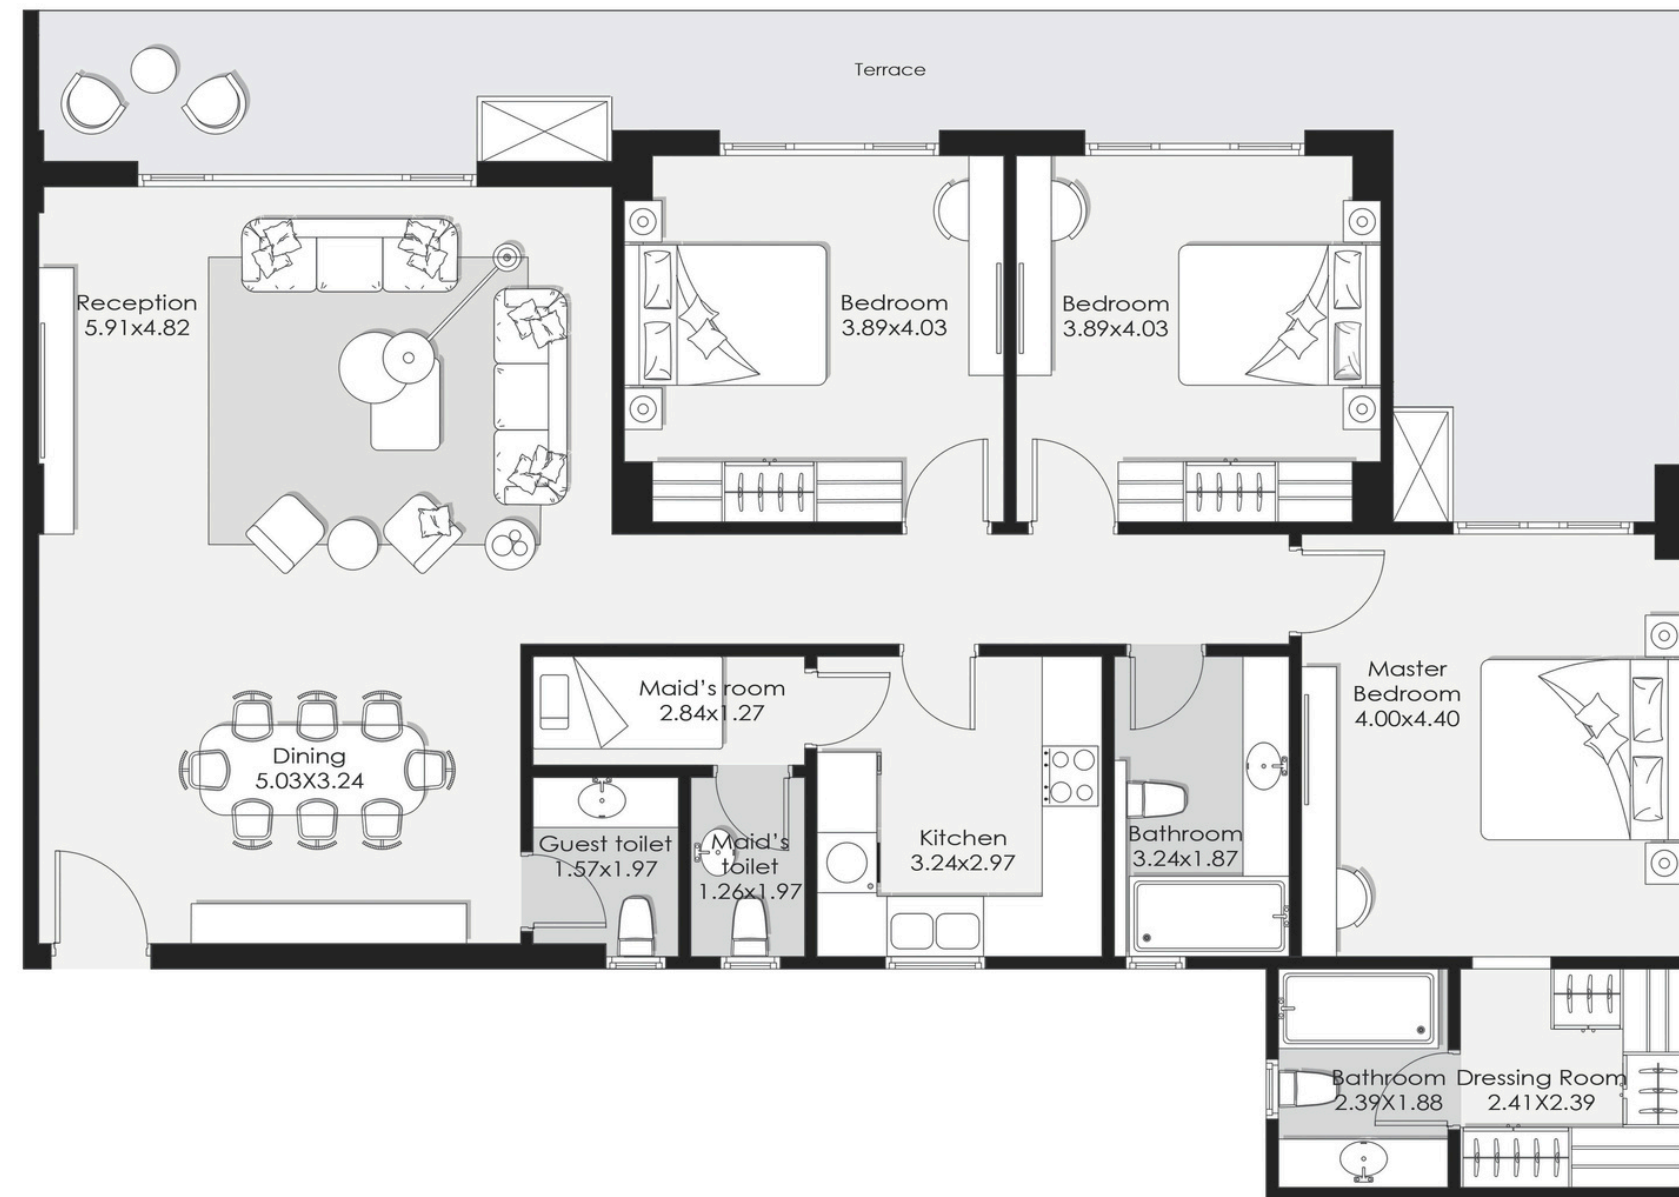 Terrace
Reception
5.91x4.82
Bedroom
3.89x4.03
Bedroom
3.89x4.03
Maid's room
2.84x1.27
Master
Bedroom
4.00x4.40
Dining
5.03X3.24
Guest toilet
1.57x1.97
Maid's
toilet
1.26x1.97
Kitchen
3.24x2.97
Bathroom
3.24x1.87
Bathroom
2.39X1.88
Dressing Room
2.41X2.39